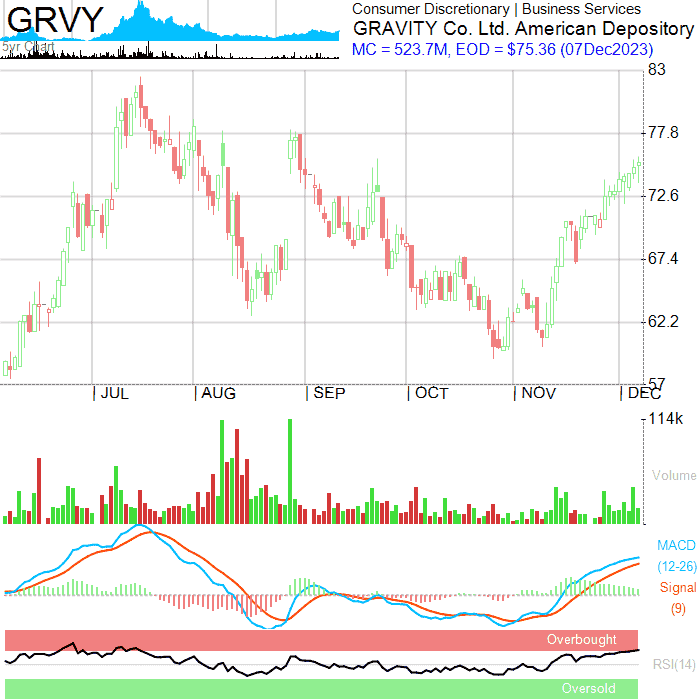 GRVY
5yr Chart
Consumer Discretionary | Business Services
GRAVITY Co. Ltd. American Depository
MC = 523.7M, EOD = $75.36 (07Dec2023)
83
77.8
72.6
67.4
62.2
57
| JUL | AUG | SEP | OCT | NOV | DEC
114k
Volume
MACD
(12-26)
Signal
(9)
Overbought
RSI(14)
Oversold